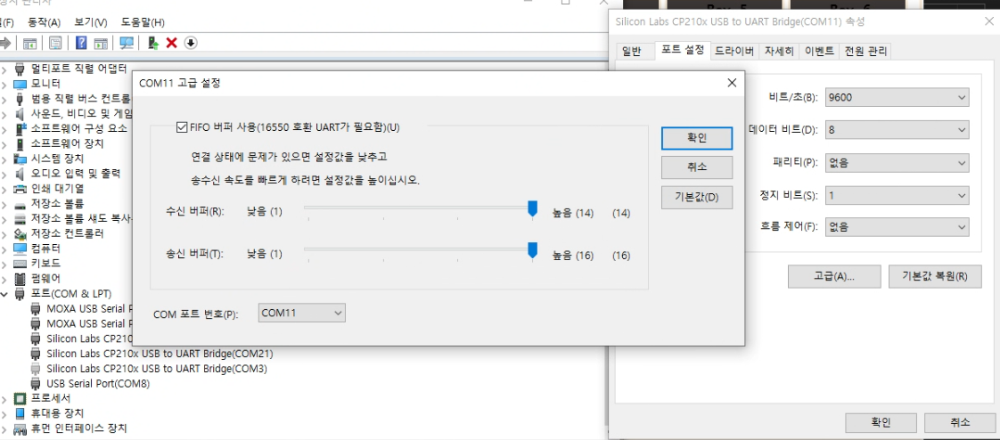 동작(A) 보기(V) 도움말(H)
멀티포트 직렬 어댑터
모니터
범용 직렬 버스 컨트롤
사운드, 비디오 및 게임
소프트웨어 구성 요소
소프트웨어 장치
시스템 장치
오디오 입력 및 출력
인쇄 대기열
저장소 볼륨
저장소 볼륨 섀도 복사
저장소 컨트롤러
컴퓨터
키보드
펌웨어
포트(COM & LPT)
MOXA USB Serial P
MOXA USB Serial P
Silicon Labs CP210
Silicon Labs CP210x USB to UART Bridge(COM21)
Silicon Labs CP210x USB to UART Bridge(COM3)
USB Serial Port(COM8)
프로세서
휴대용 장치
휴먼 인터페이스 장치
COM11 고급 설정
FIFO 버퍼 사용(16550 호환 UART가 필요함)(U)
연결 상태에 문제가 있으면 설정값을 낮추고
송수신 속도를 빠르게 하려면 설정값을 높이십시오.
수신 버퍼(R): 낮음 (1) 높음 (14) (14)
송신 버퍼(T): 낮음 (1) 높음 (16) (16)
COM 포트 번호(P): COM11
확인
취소
기본값(D)
Silicon Labs CP210x USB to UART Bridge(COM11) 속성
일반 포트 설정 드라이버 자세히 이벤트 전원 관리
비트/초(B): 9600
데이터 비트(D): 8
패리티(P): 없음
정지 비트(S): 1
흐름 제어(F): 없음
고급(A)... 기본값 복원(R)
확인 취소